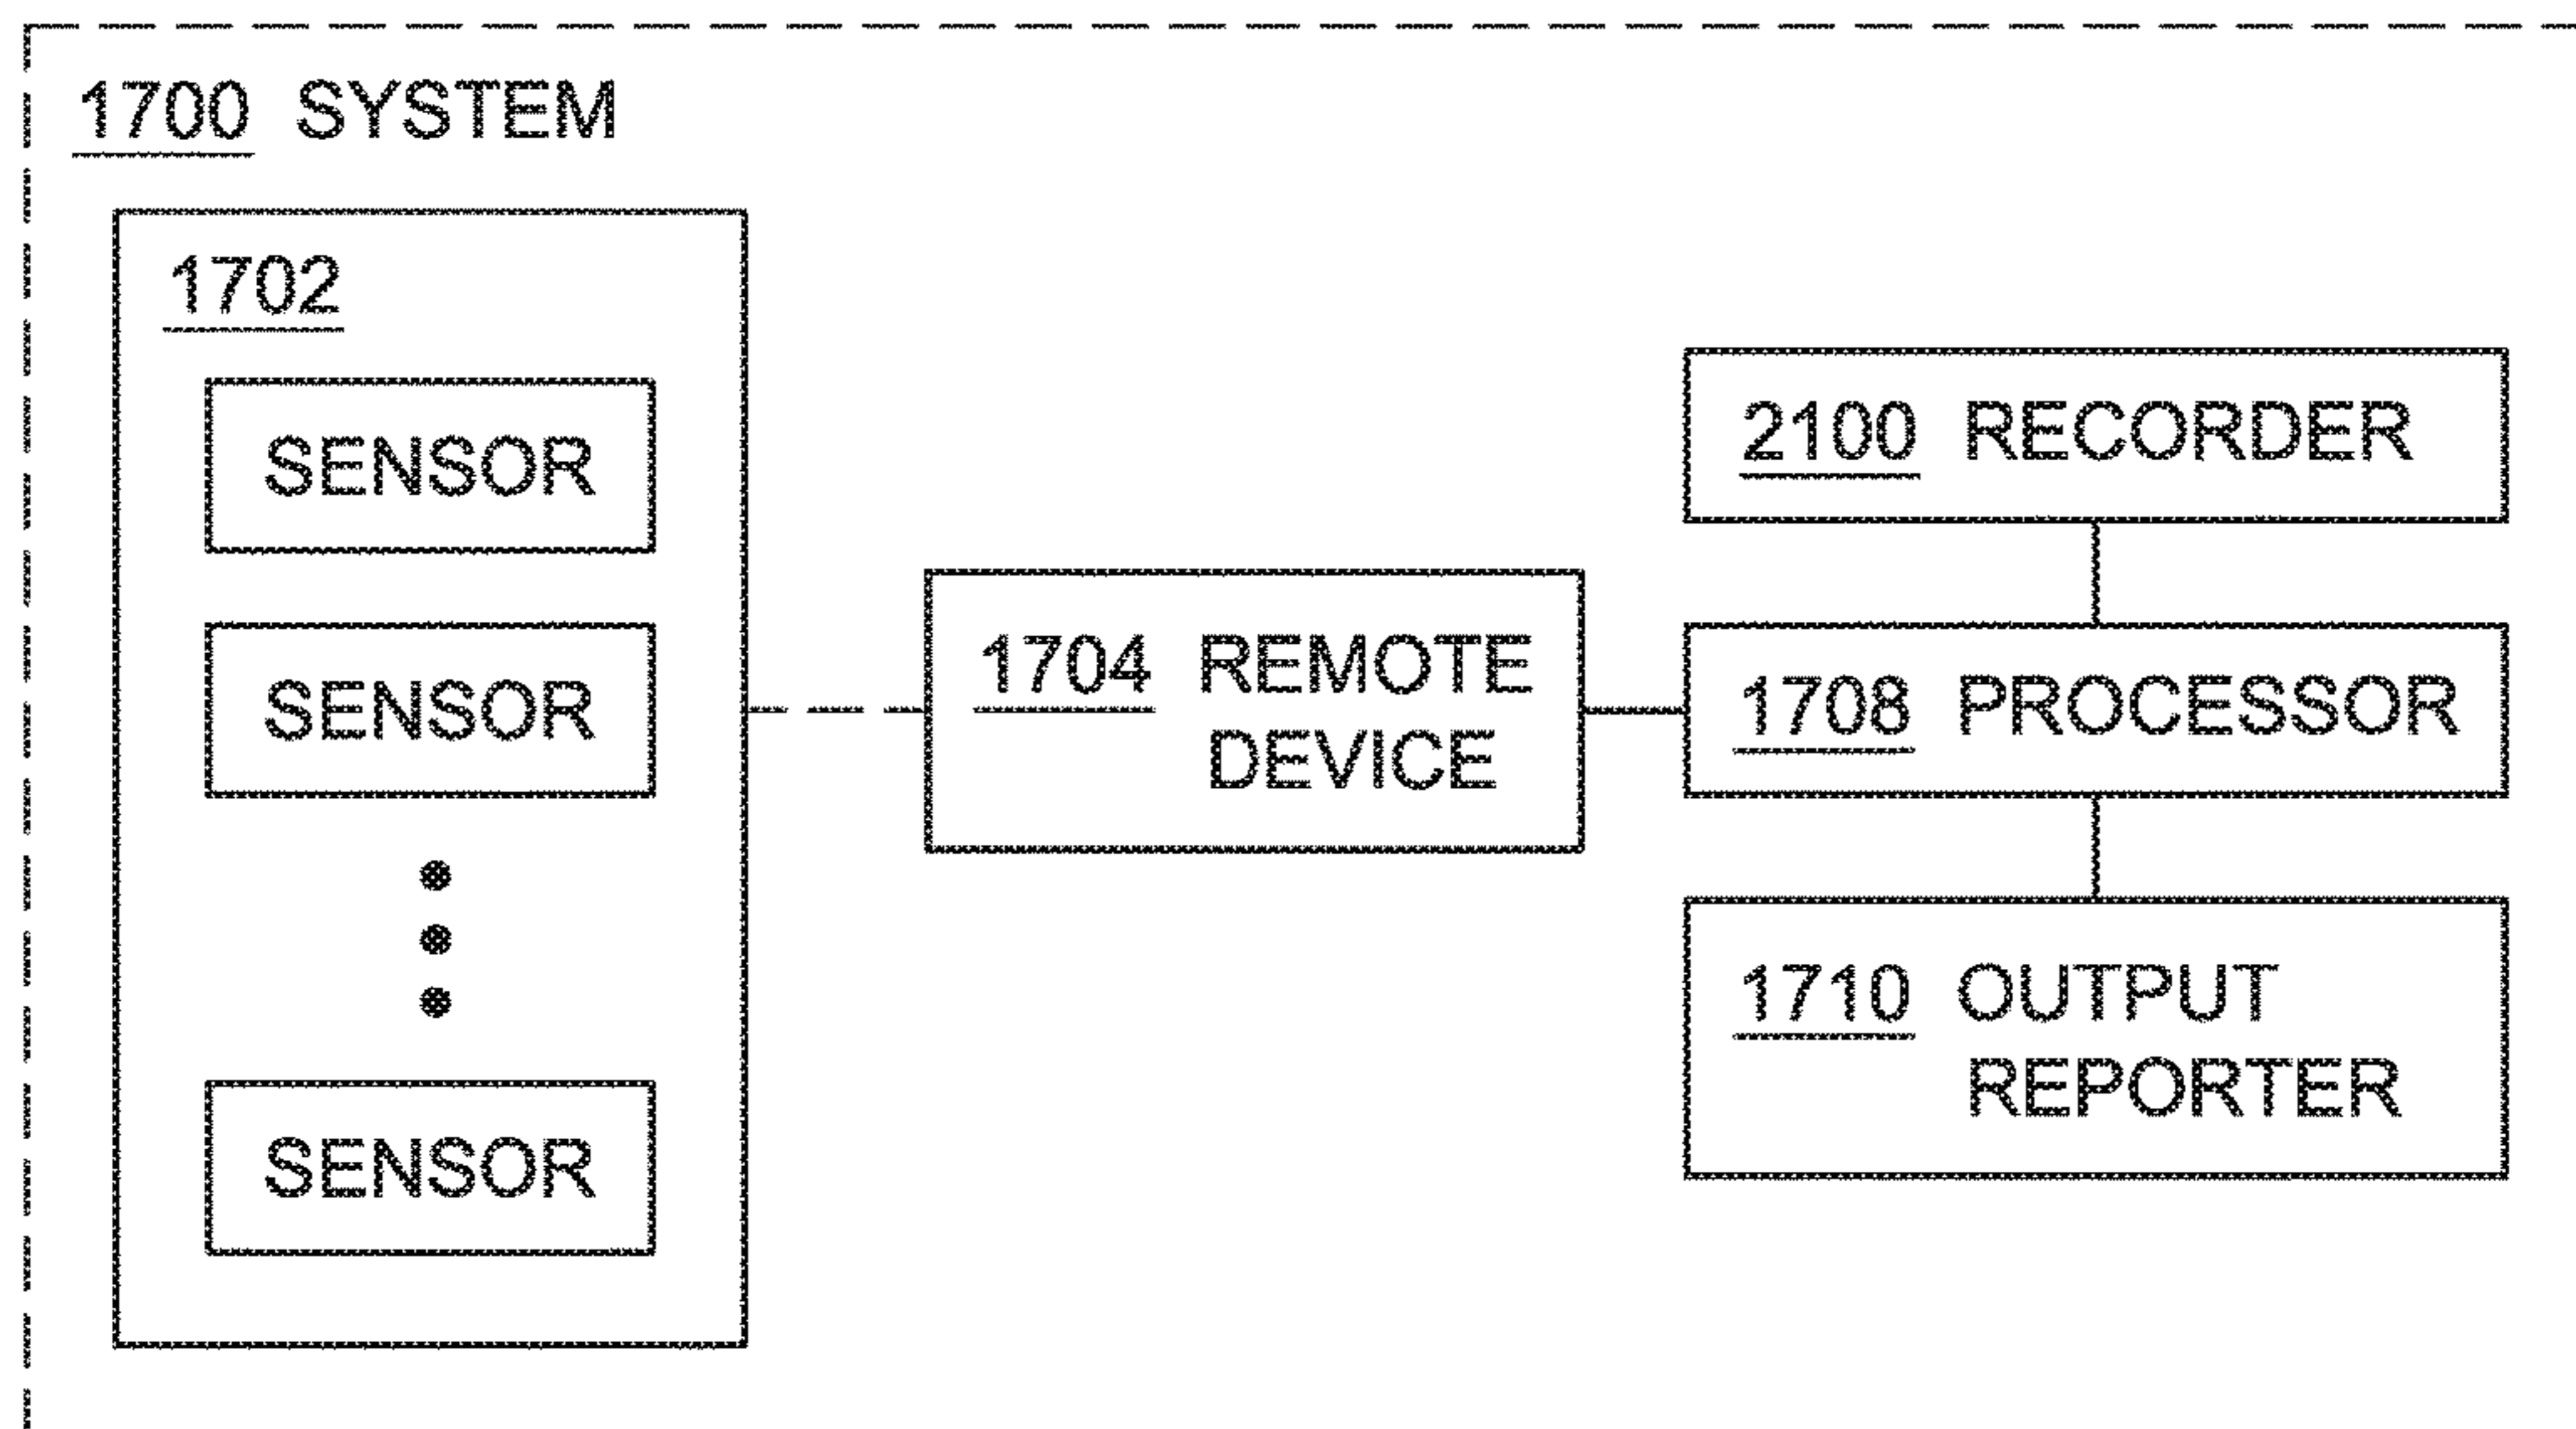 1700 SYSTEM
1702
SENSOR
SENSOR
SENSOR
1704 REMOTE
DEVICE
2100 RECORDER
1708 PROCESSOR
1710 OUTPUT
REPORTER